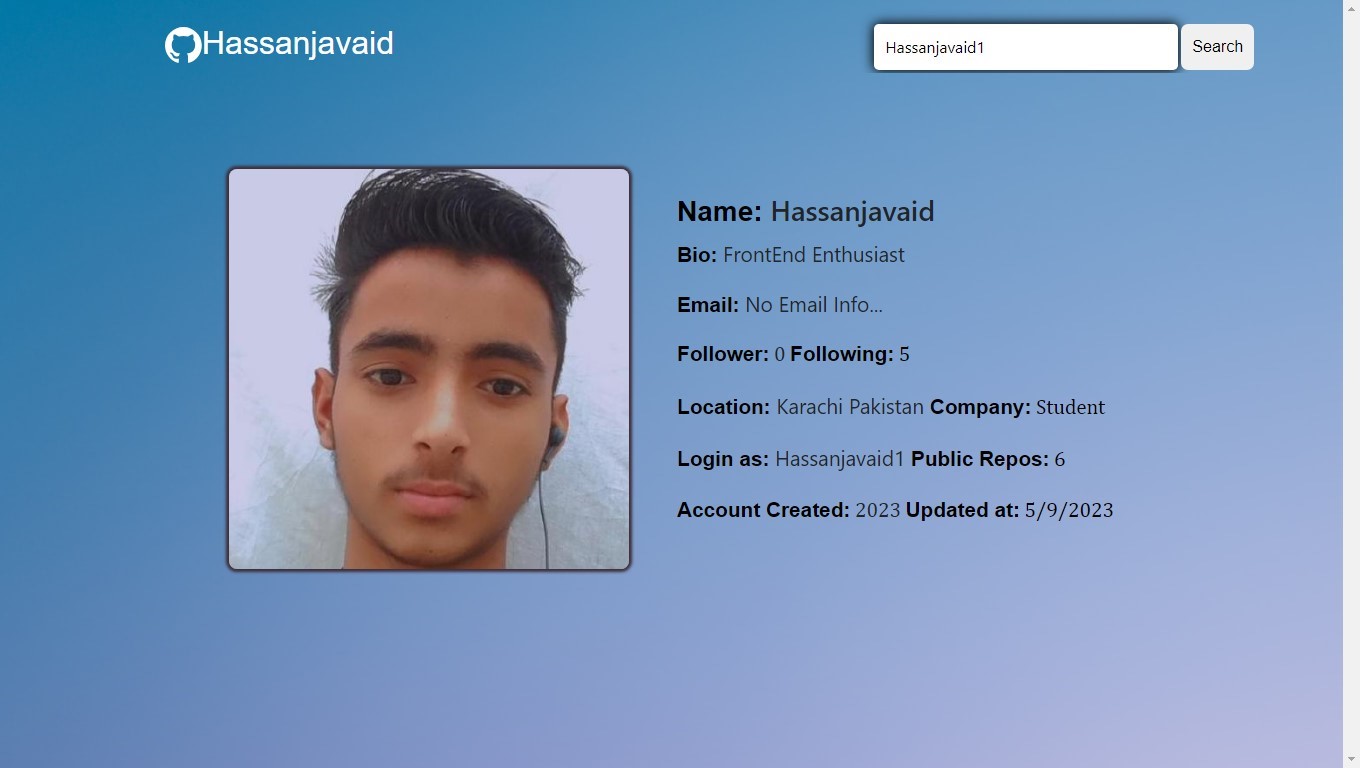 Hassanjavaid
Hassanjavaid1
Search
Name: Hassanjavaid
Bio: FrontEnd Enthusiast
Email: No Email Info...
Follower: 0 Following: 5
Location: Karachi Pakistan Company: Student
Login as: Hassanjavaid1 Public Repos: 6
Account Created: 2023 Updated at: 5/9/2023